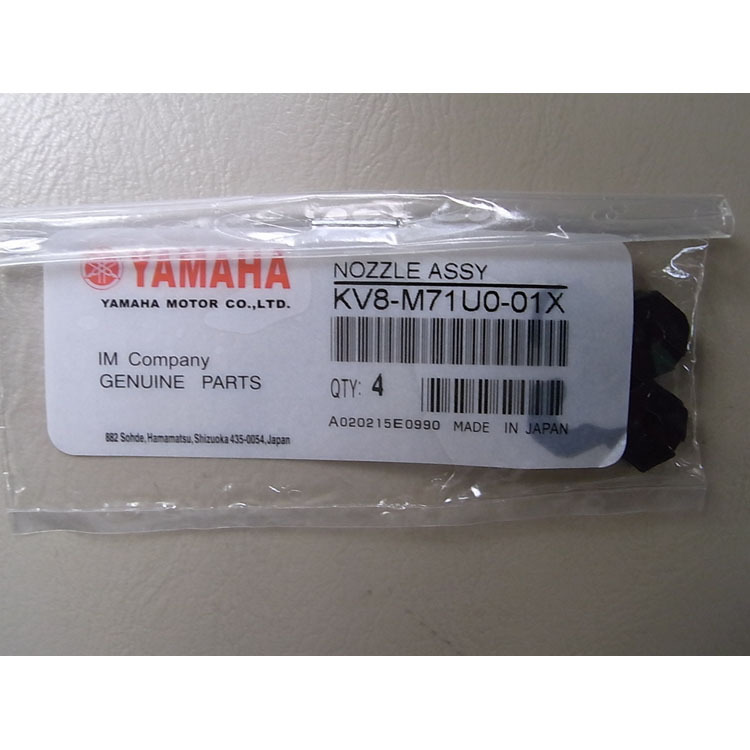 YAMAHA
YAMAHA MOTOR CO.,LTD.
IM Company
GENUINE PARTS
882 Sohde, Hamamatsu, Shizuoka 435-0054, Japan
NOZZLE ASSY
KV8-M71U0-01X
QTY: 4
A020215E0990 MADE IN JAPAN